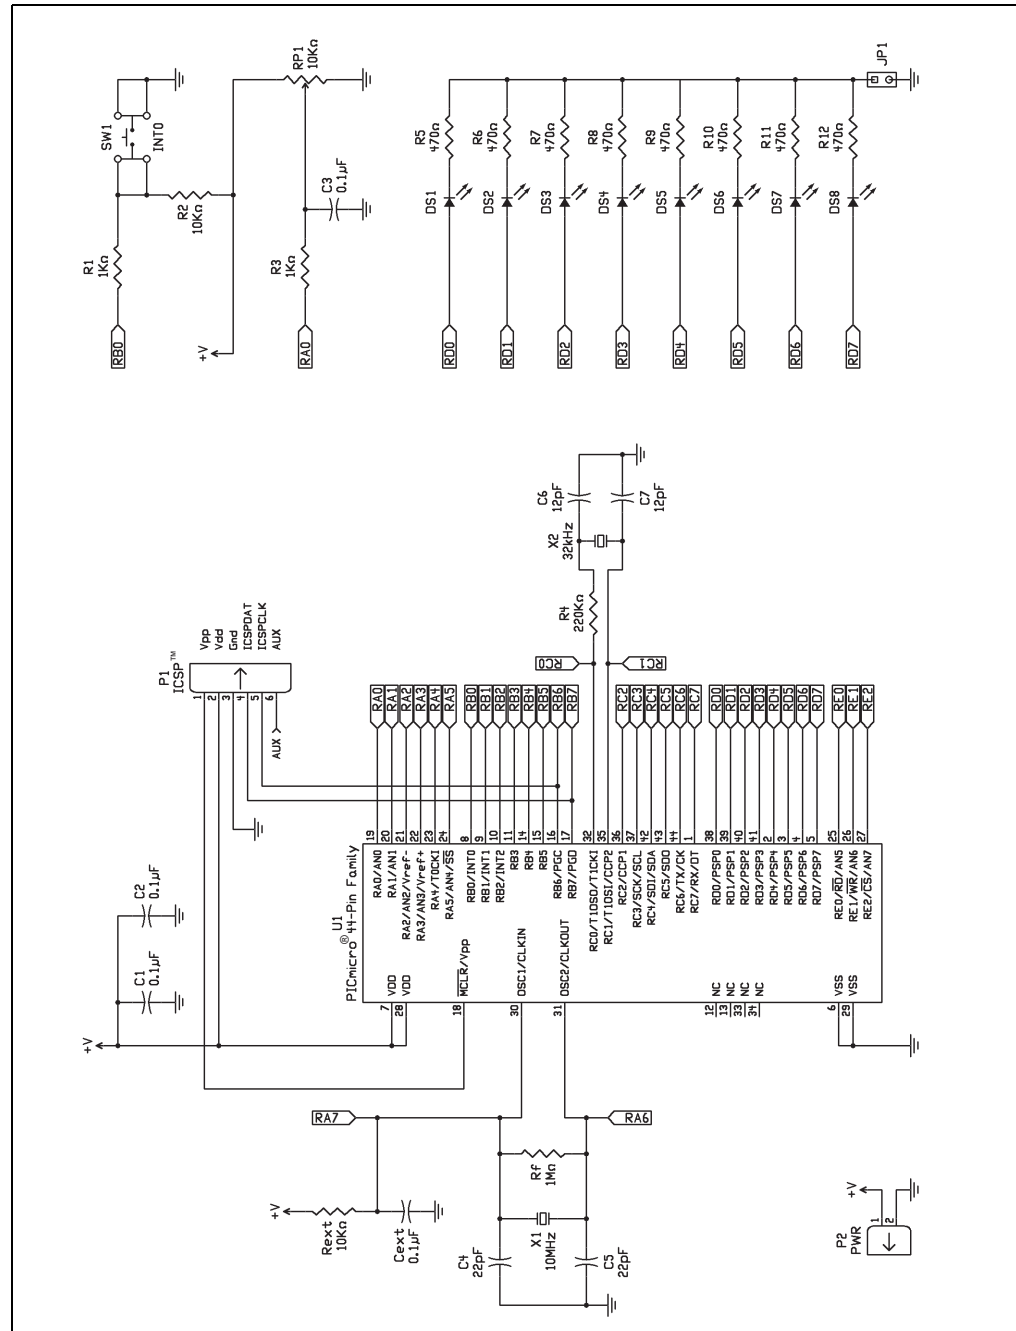 SW1
INT0
R2
10KΩ
R1
1KΩ
RB0
+V
RP1
10KΩ
C3
0.1µF
R3
1KΩ
RA0
JP1
R5
470Ω
R6
470Ω
R7
470Ω
R8
470Ω
R9
470Ω
R10
470Ω
R11
470Ω
R12
470Ω
DS1
DS2
DS3
DS4
DS5
DS6
DS7
DS8
RD0
RD1
RD2
RD3
RD4
RD5
RD6
RD7
C6
12pF
C7
12pF
X2
32kHz
R4
220KΩ
RC0
RC1
P1
ICSP™
Vpp
Vdd
Gnd
ICSPDAT
ICSPCLK
AUX
1
2
3
4
5
6
AUX
RA0
RA1
RA2
RA3
RA4
RA5
RB0
RB1
RB2
RB3
RB4
RB5
RB6
RB7
RC2
RC3
RC4
RC5
RC6
RC7
RD0
RD1
RD2
RD3
RD4
RD5
RD6
RD7
RE0
RE1
RE2
19
20
21
22
23
24
8
9
10
11
14
15
16
17
32
35
36
37
42
43
44
1
38
39
40
41
2
3
4
5
25
26
27
U1
PICmicro® 44-Pin Family
RA0/AN0
RA1/AN1
RA2/AN2/Vref-
RA3/AN3/Vref+
RA4/TOCKI
RA5/AN4/SS
RB0/INT0
RB1/INT1
RB2/INT2
RB3
RB4
RB5
RB6/PGC
RB7/PGD
RC0/T1OSO/T1CKI
RC1/T1OSI/CCP2
RC2/CCP1
RC3/SCK/SCL
RC4/SDI/SDA
RC5/SDO
RC6/TX/CK
RC7/RX/DT
RD0/PSP0
RD1/PSP1
RD2/PSP2
RD3/PSP3
RD4/PSP4
RD5/PSP5
RD6/PSP6
RD7/PSP7
RE0/RD/AN5
RE1/WR/AN6
RE2/CS/AN7
VDD
VDD
MCLR/Vpp
OSC1/CLKIN
OSC2/CLKOUT
NC
NC
NC
NC
VSS
VSS
7
28
18
30
31
12
13
33
34
6
29
C2
0.1µF
C1
0.1µF
+V
RA7
RA6
Rf
1MΩ
+V
Rext
10KΩ
Cext
0.1µF
X1
10MHz
C4
22pF
C5
22pF
+V
1
2
P2
PWR